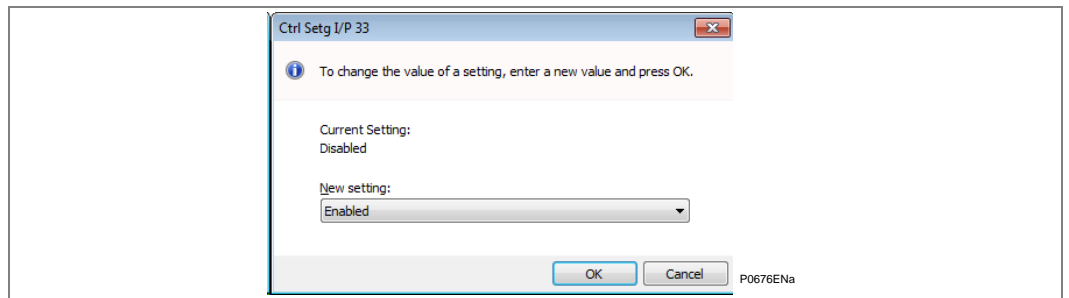 Ctrl Setg I/P 33
To change the value of a setting, enter a new value and press OK.
Current Setting:
Disabled
New setting:
Enabled
OK Cancel
P0676ENa